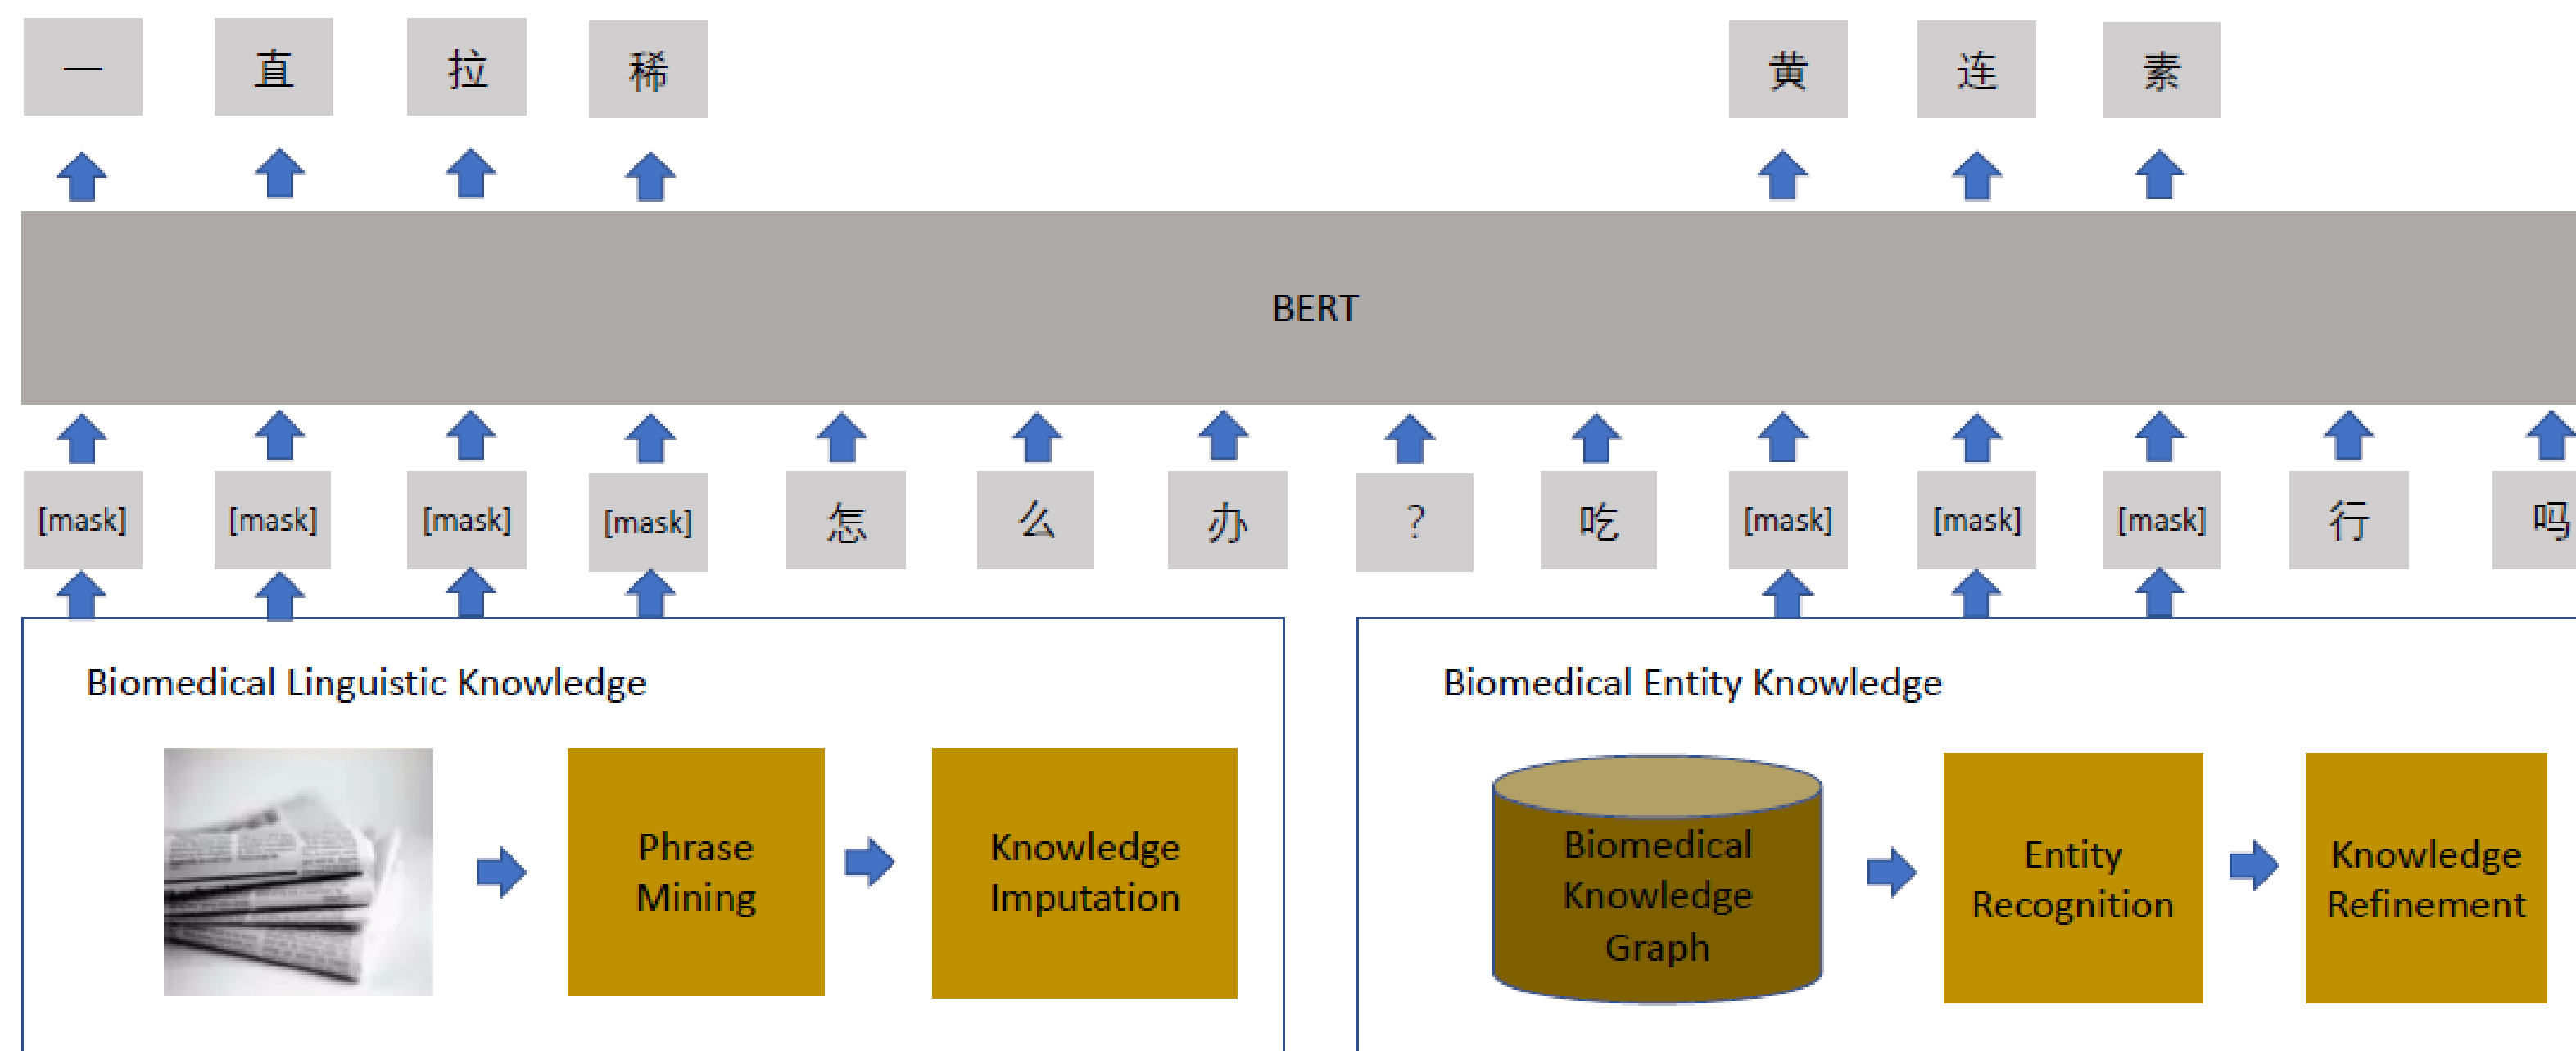 一 直 拉 稀 黄 连 素
BERT
[mask] [mask] [mask] [mask] 怎 么 办 ？ 吃 [mask] [mask] [mask] 行 吗
Biomedical Linguistic Knowledge
Phrase
Mining
Knowledge
Imputation
Biomedical Entity Knowledge
Biomedical
Knowledge
Graph
Entity
Recognition
Knowledge
Refinement